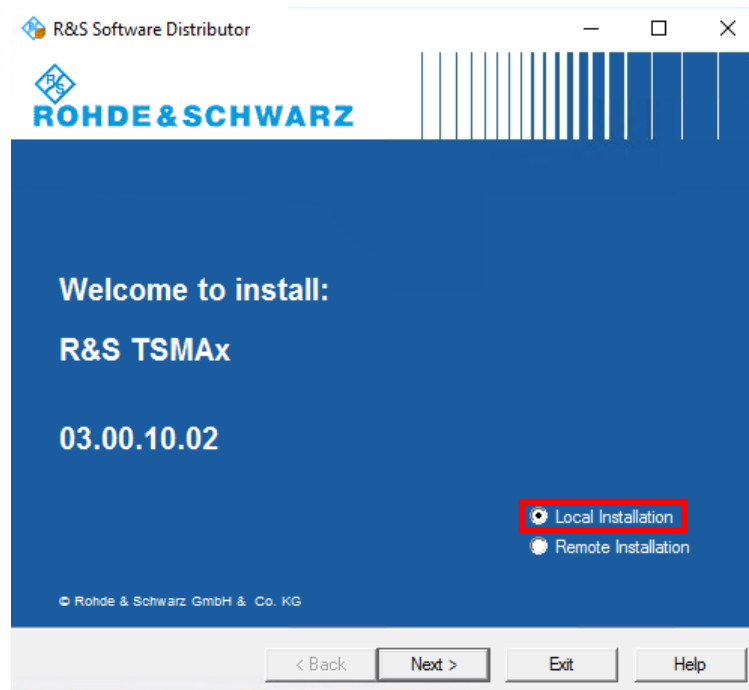 R&S Software Distributor
R&S
ROHDE&SCHWARZ
Welcome to install:
R&S TSMAx
03.00.10.02
Local Installation
Remote Installation
© Rohde & Schwarz GmbH & Co. KG
< Back
Next >
Exit
Help